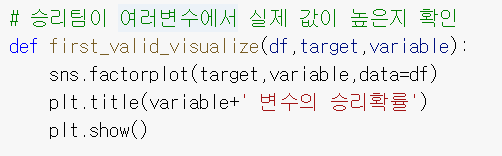 # 승리팀이 여러변수에서 실제 값이 높은지 확인
def first_valid_visualize(df,target,variable):
    sns.factorplot(target,variable,data=df)
    plt.title(variable+' 변수의 승리확률')
    plt.show()